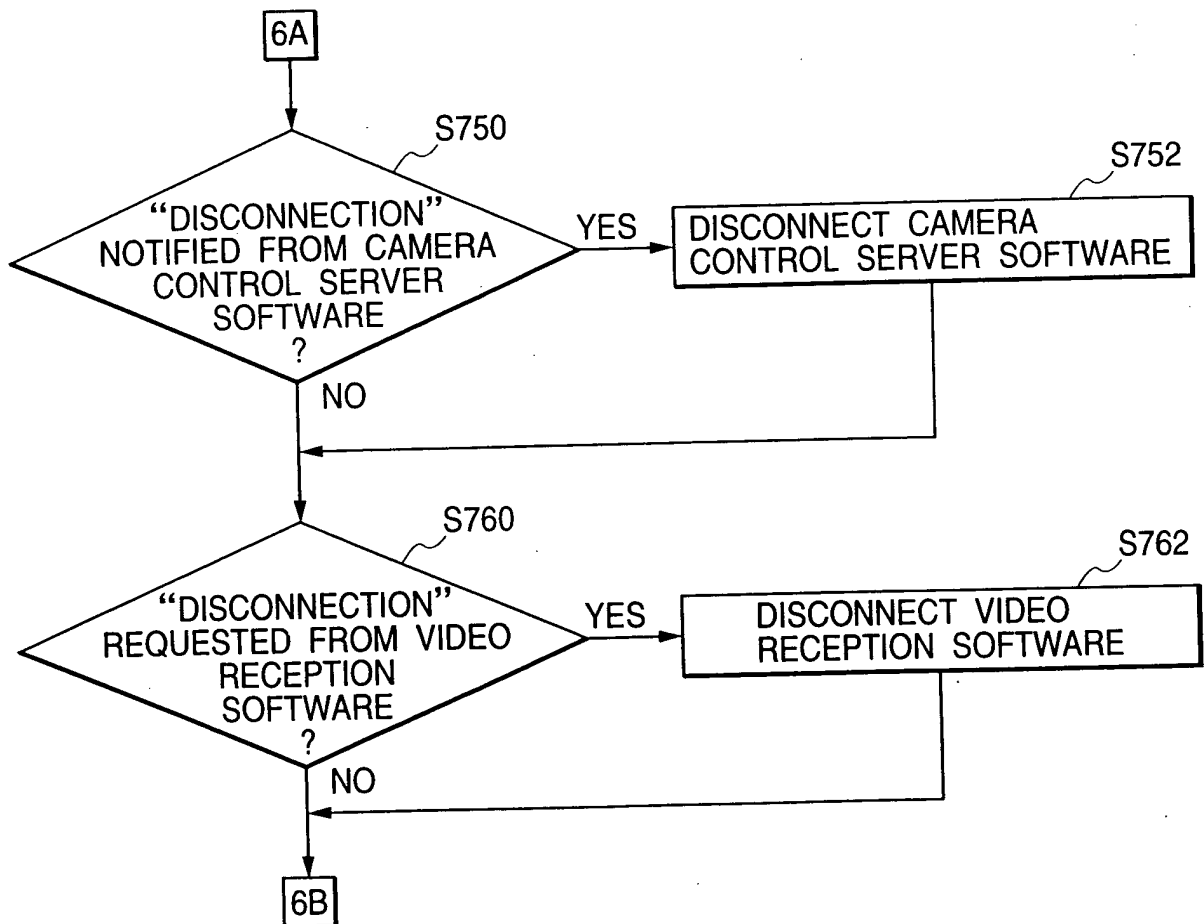 6A
S750
“DISCONNECTION”
NOTIFIED FROM CAMERA
CONTROL SERVER
SOFTWARE
?
YES
NO
S752
DISCONNECT CAMERA
CONTROL SERVER SOFTWARE
S760
“DISCONNECTION”
REQUESTED FROM VIDEO
RECEPTION
SOFTWARE
?
YES
NO
S762
DISCONNECT VIDEO
RECEPTION SOFTWARE
6B